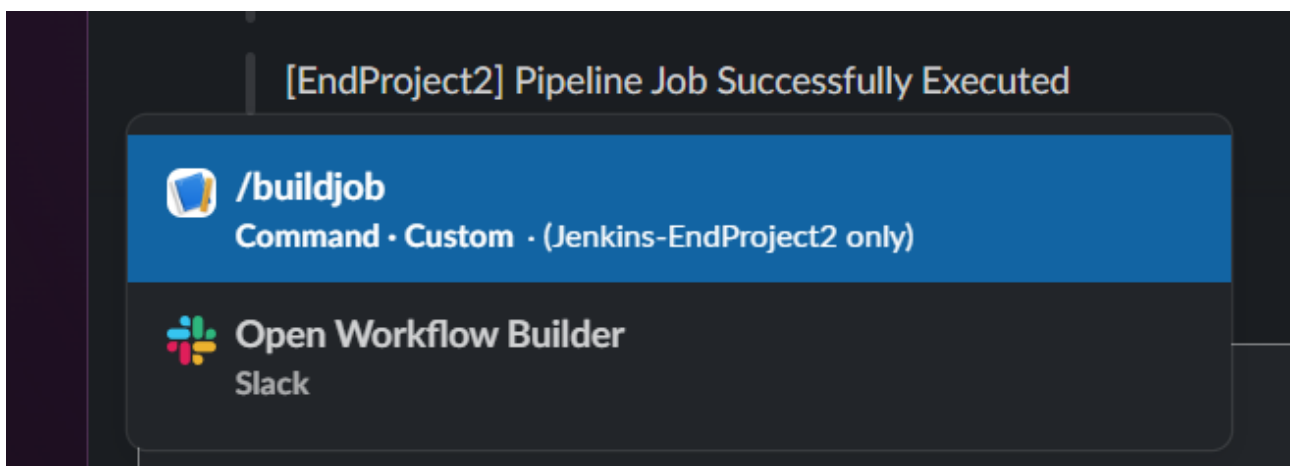 [EndProject2] Pipeline Job Successfully Executed
/buildjob
Command · Custom · (Jenkins-EndProject2 only)
Open Workflow Builder
Slack